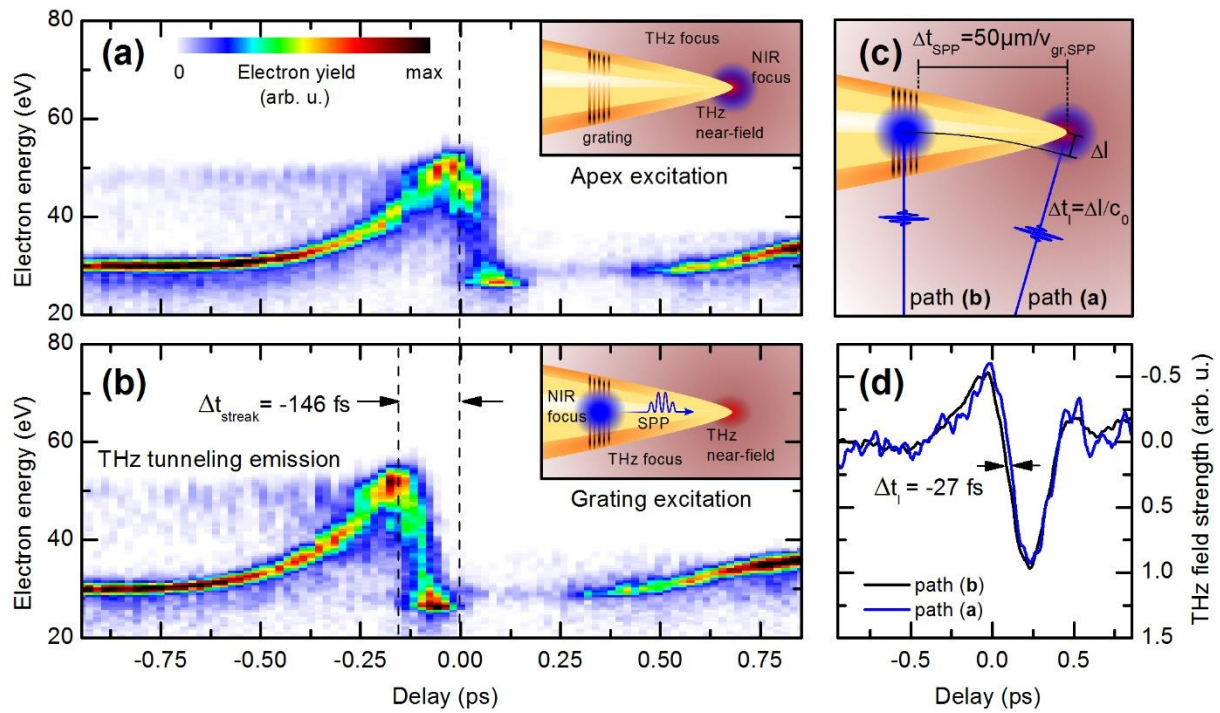 (a)
0 Electron yield max
(arb. u.)
THz focus
NIR
focus
THz
near-field
grating
Apex excitation
80
60
40
20
Electron energy (eV)
(b)
Δt_streak = -146 fs
THz tunneling emission
NIR
focus
SPP
THz focus
THz
near-field
Grating excitation
80
60
40
20
Electron energy (eV)
-0.75 -0.50 -0.25 0.00 0.25 0.50 0.75
Delay (ps)
(c)
Δt_SPP=50μm/v_gr,SPP
Δl
Δt_l=Δl/c_0
path (b)
path (a)
(d)
Δt_l = -27 fs
path (b)
path (a)
-0.5
0.0
0.5
1.0
1.5
THz field strength (arb. u.)
-0.5 0.0 0.5
Delay (ps)